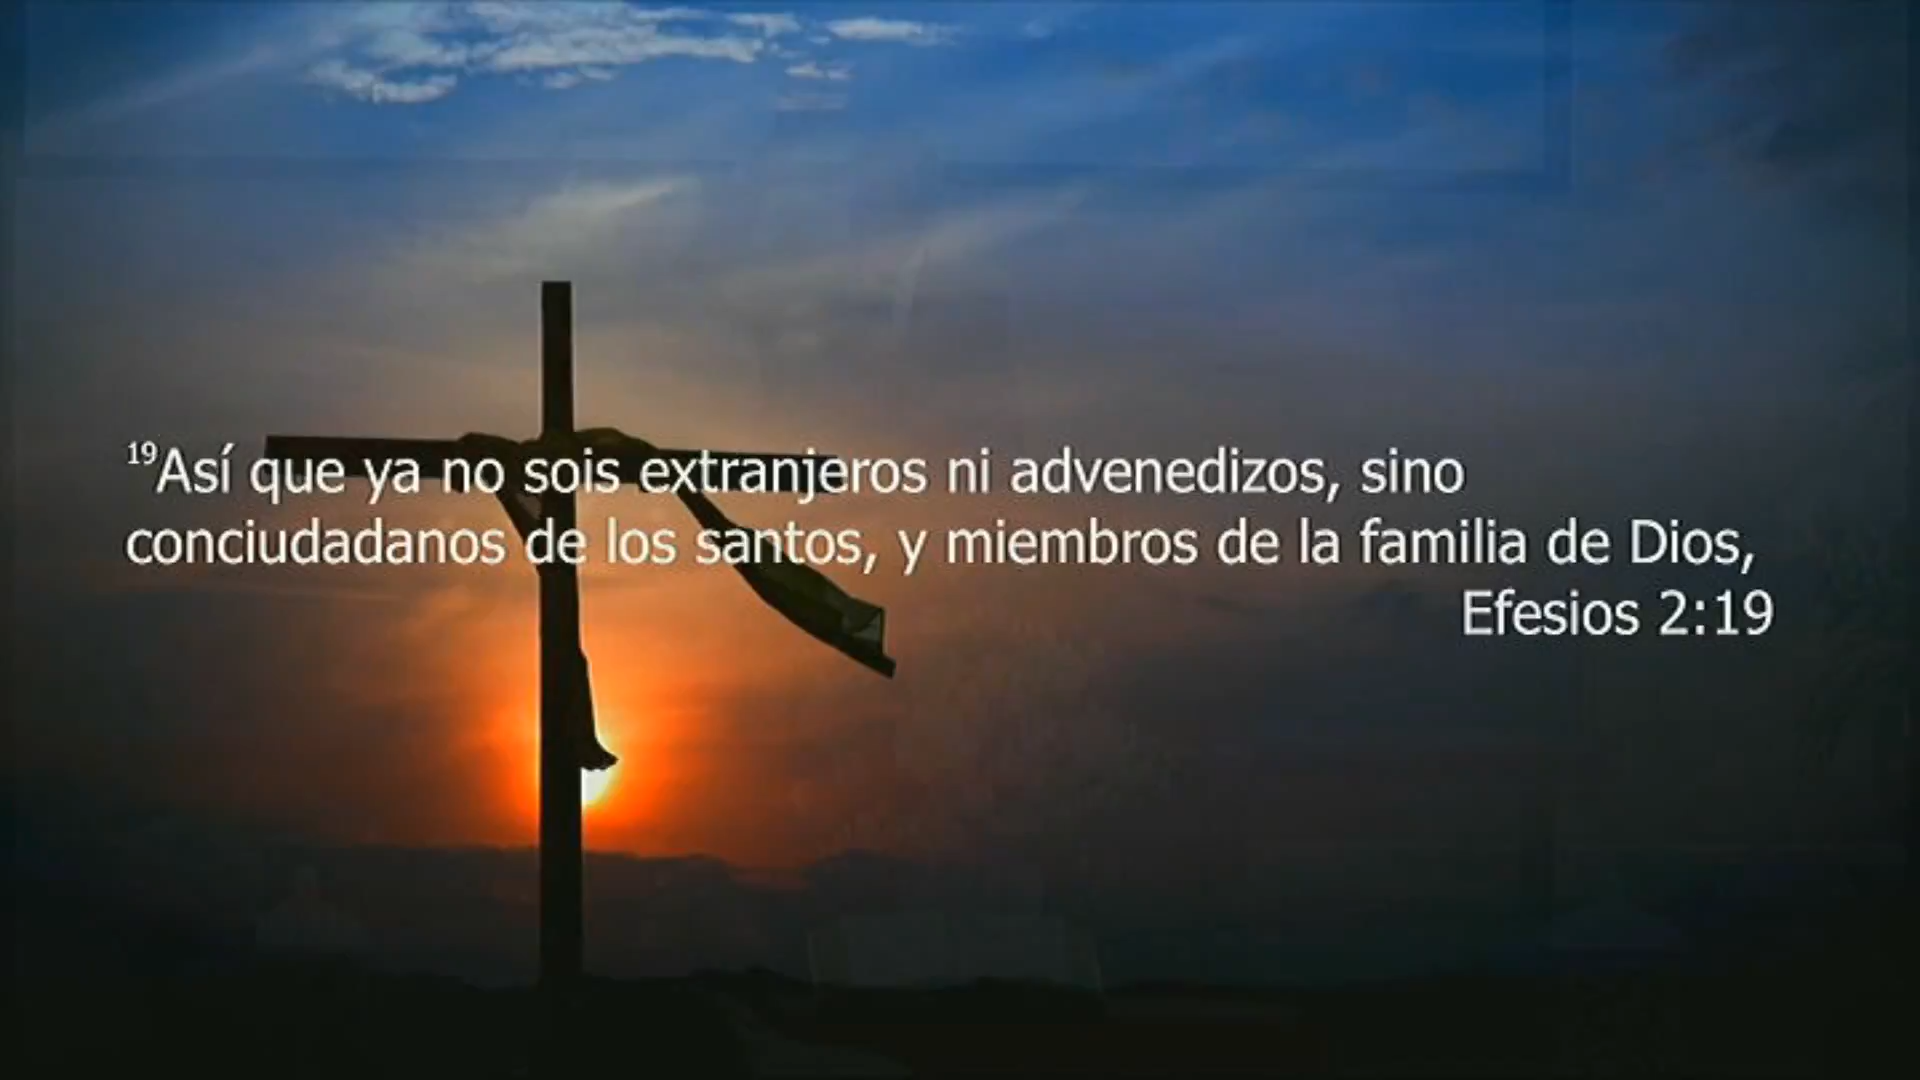 19Así que ya no sois extranjeros ni advenedizos, sino
conciudadanos de los santos, y miembros de la familia de Dios,
Efesios 2:19